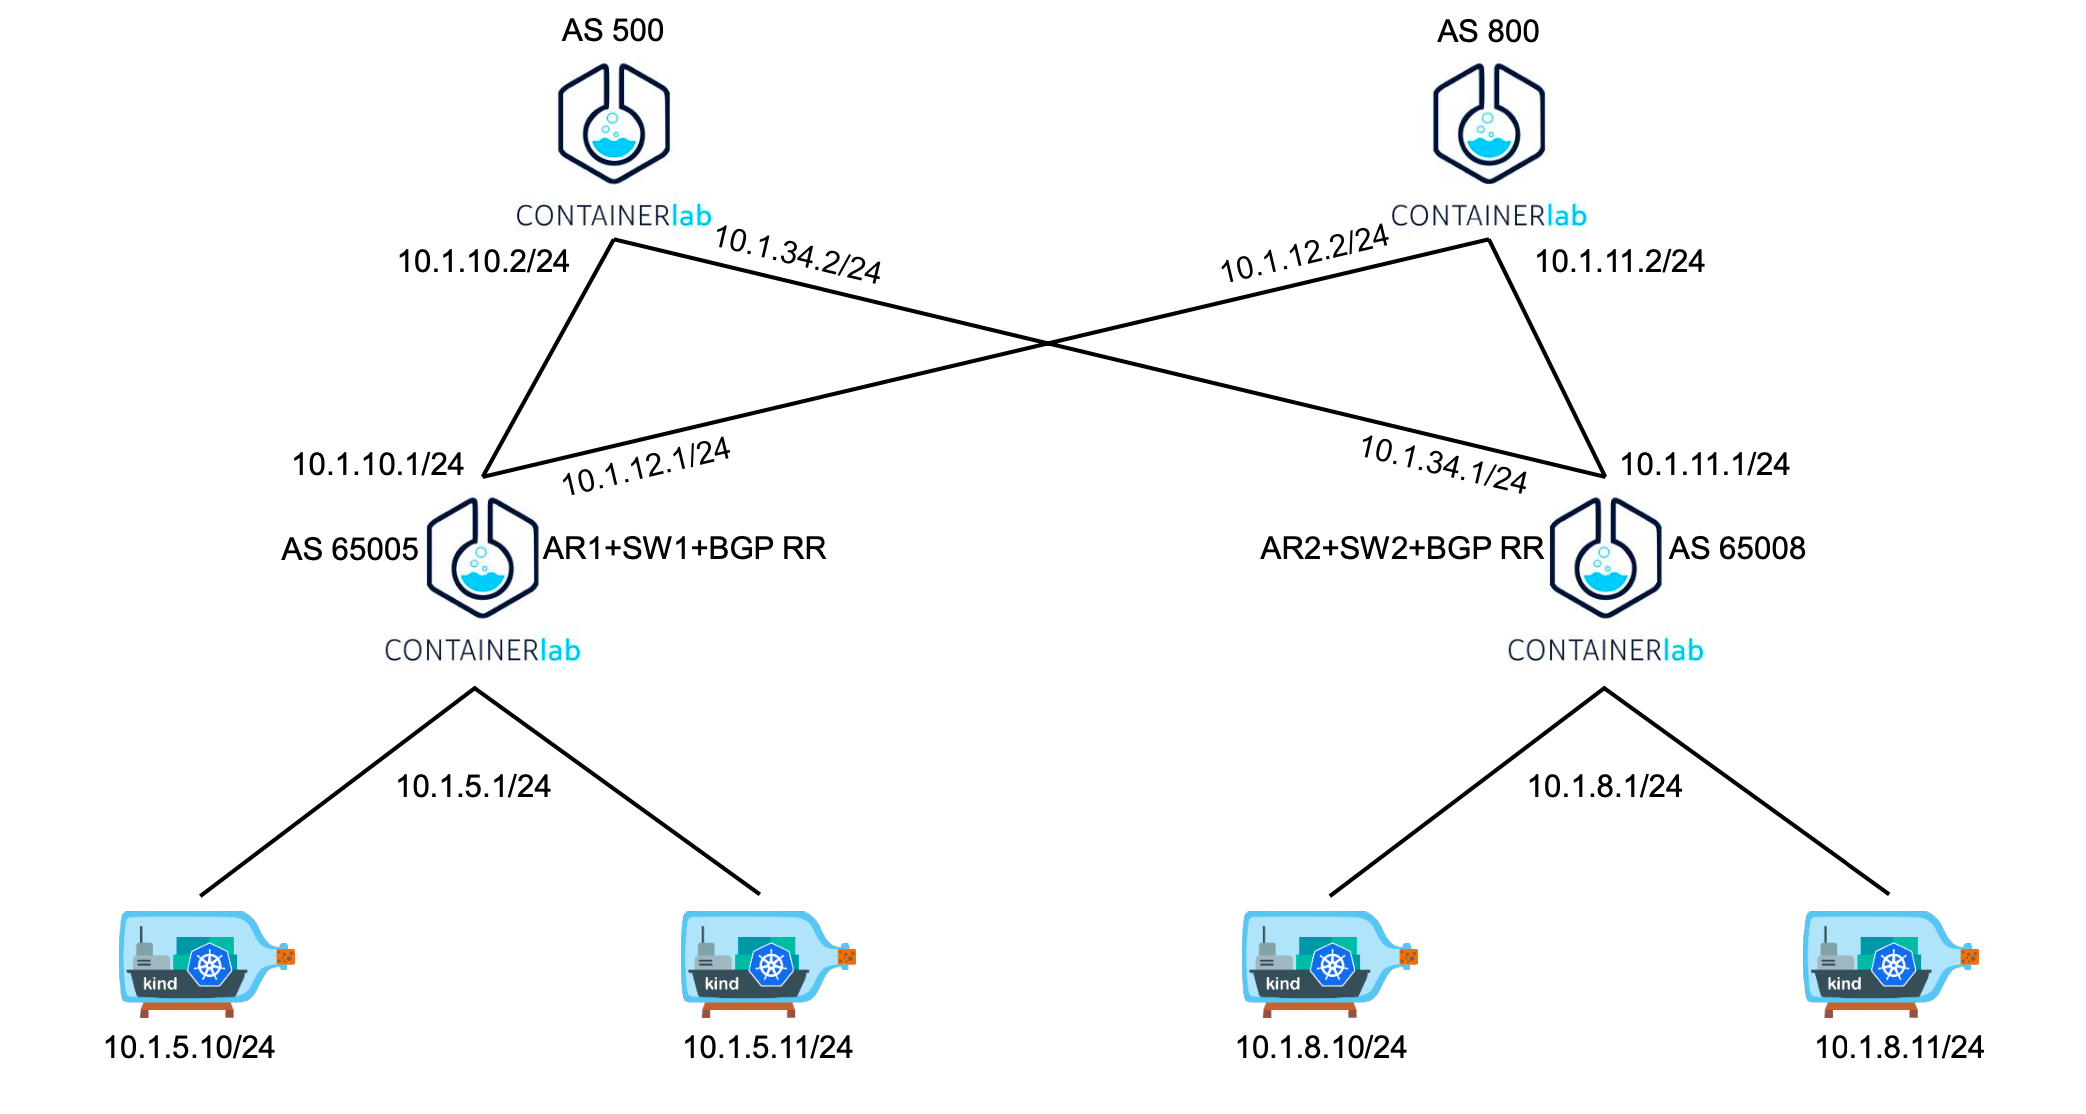 AS 500
AS 800
CONTAINERlab
CONTAINERlab
10.1.10.2/24
10.1.34.2/24
10.1.12.2/24
10.1.11.2/24
10.1.10.1/24
10.1.12.1/24
10.1.34.1/24
10.1.11.1/24
AS 65005
AR1+SW1+BGP RR
AR2+SW2+BGP RR
AS 65008
CONTAINERlab
CONTAINERlab
10.1.5.1/24
10.1.8.1/24
kind
kind
kind
kind
10.1.5.10/24
10.1.5.11/24
10.1.8.10/24
10.1.8.11/24